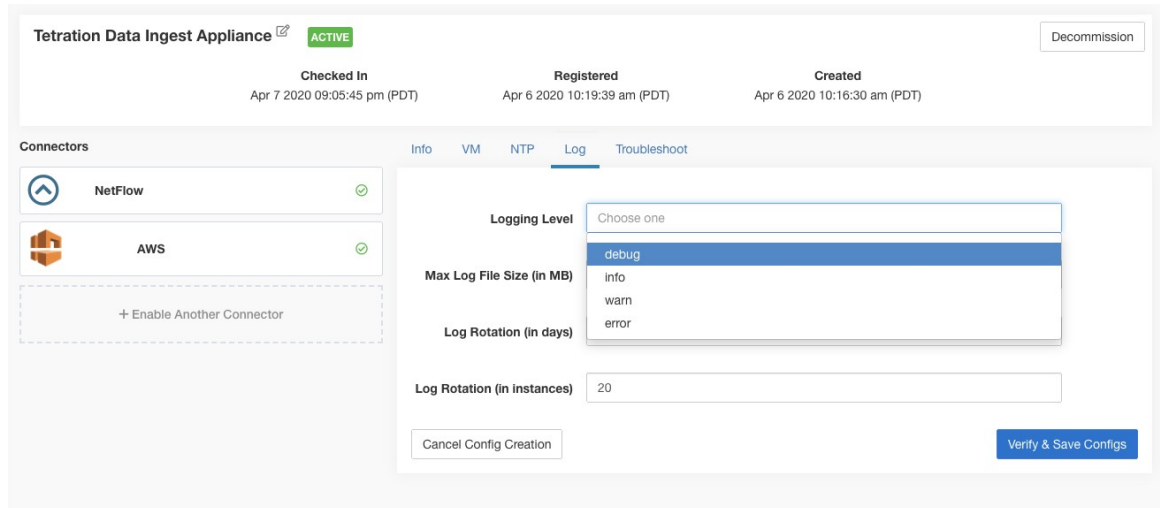 Tetration Data Ingest Appliance ACTIVE Decommission
Checked In Registered Created
Apr 7 2020 09:05:45 pm (PDT) Apr 6 2020 10:19:39 am (PDT) Apr 6 2020 10:16:30 am (PDT)
Connectors
NetFlow
AWS
+ Enable Another Connector
Info VM NTP Log Troubleshoot
Logging Level Choose one
debug
info
warn
error
Max Log File Size (in MB)
Log Rotation (in days)
Log Rotation (in instances) 20
Cancel Config Creation Verify & Save Configs